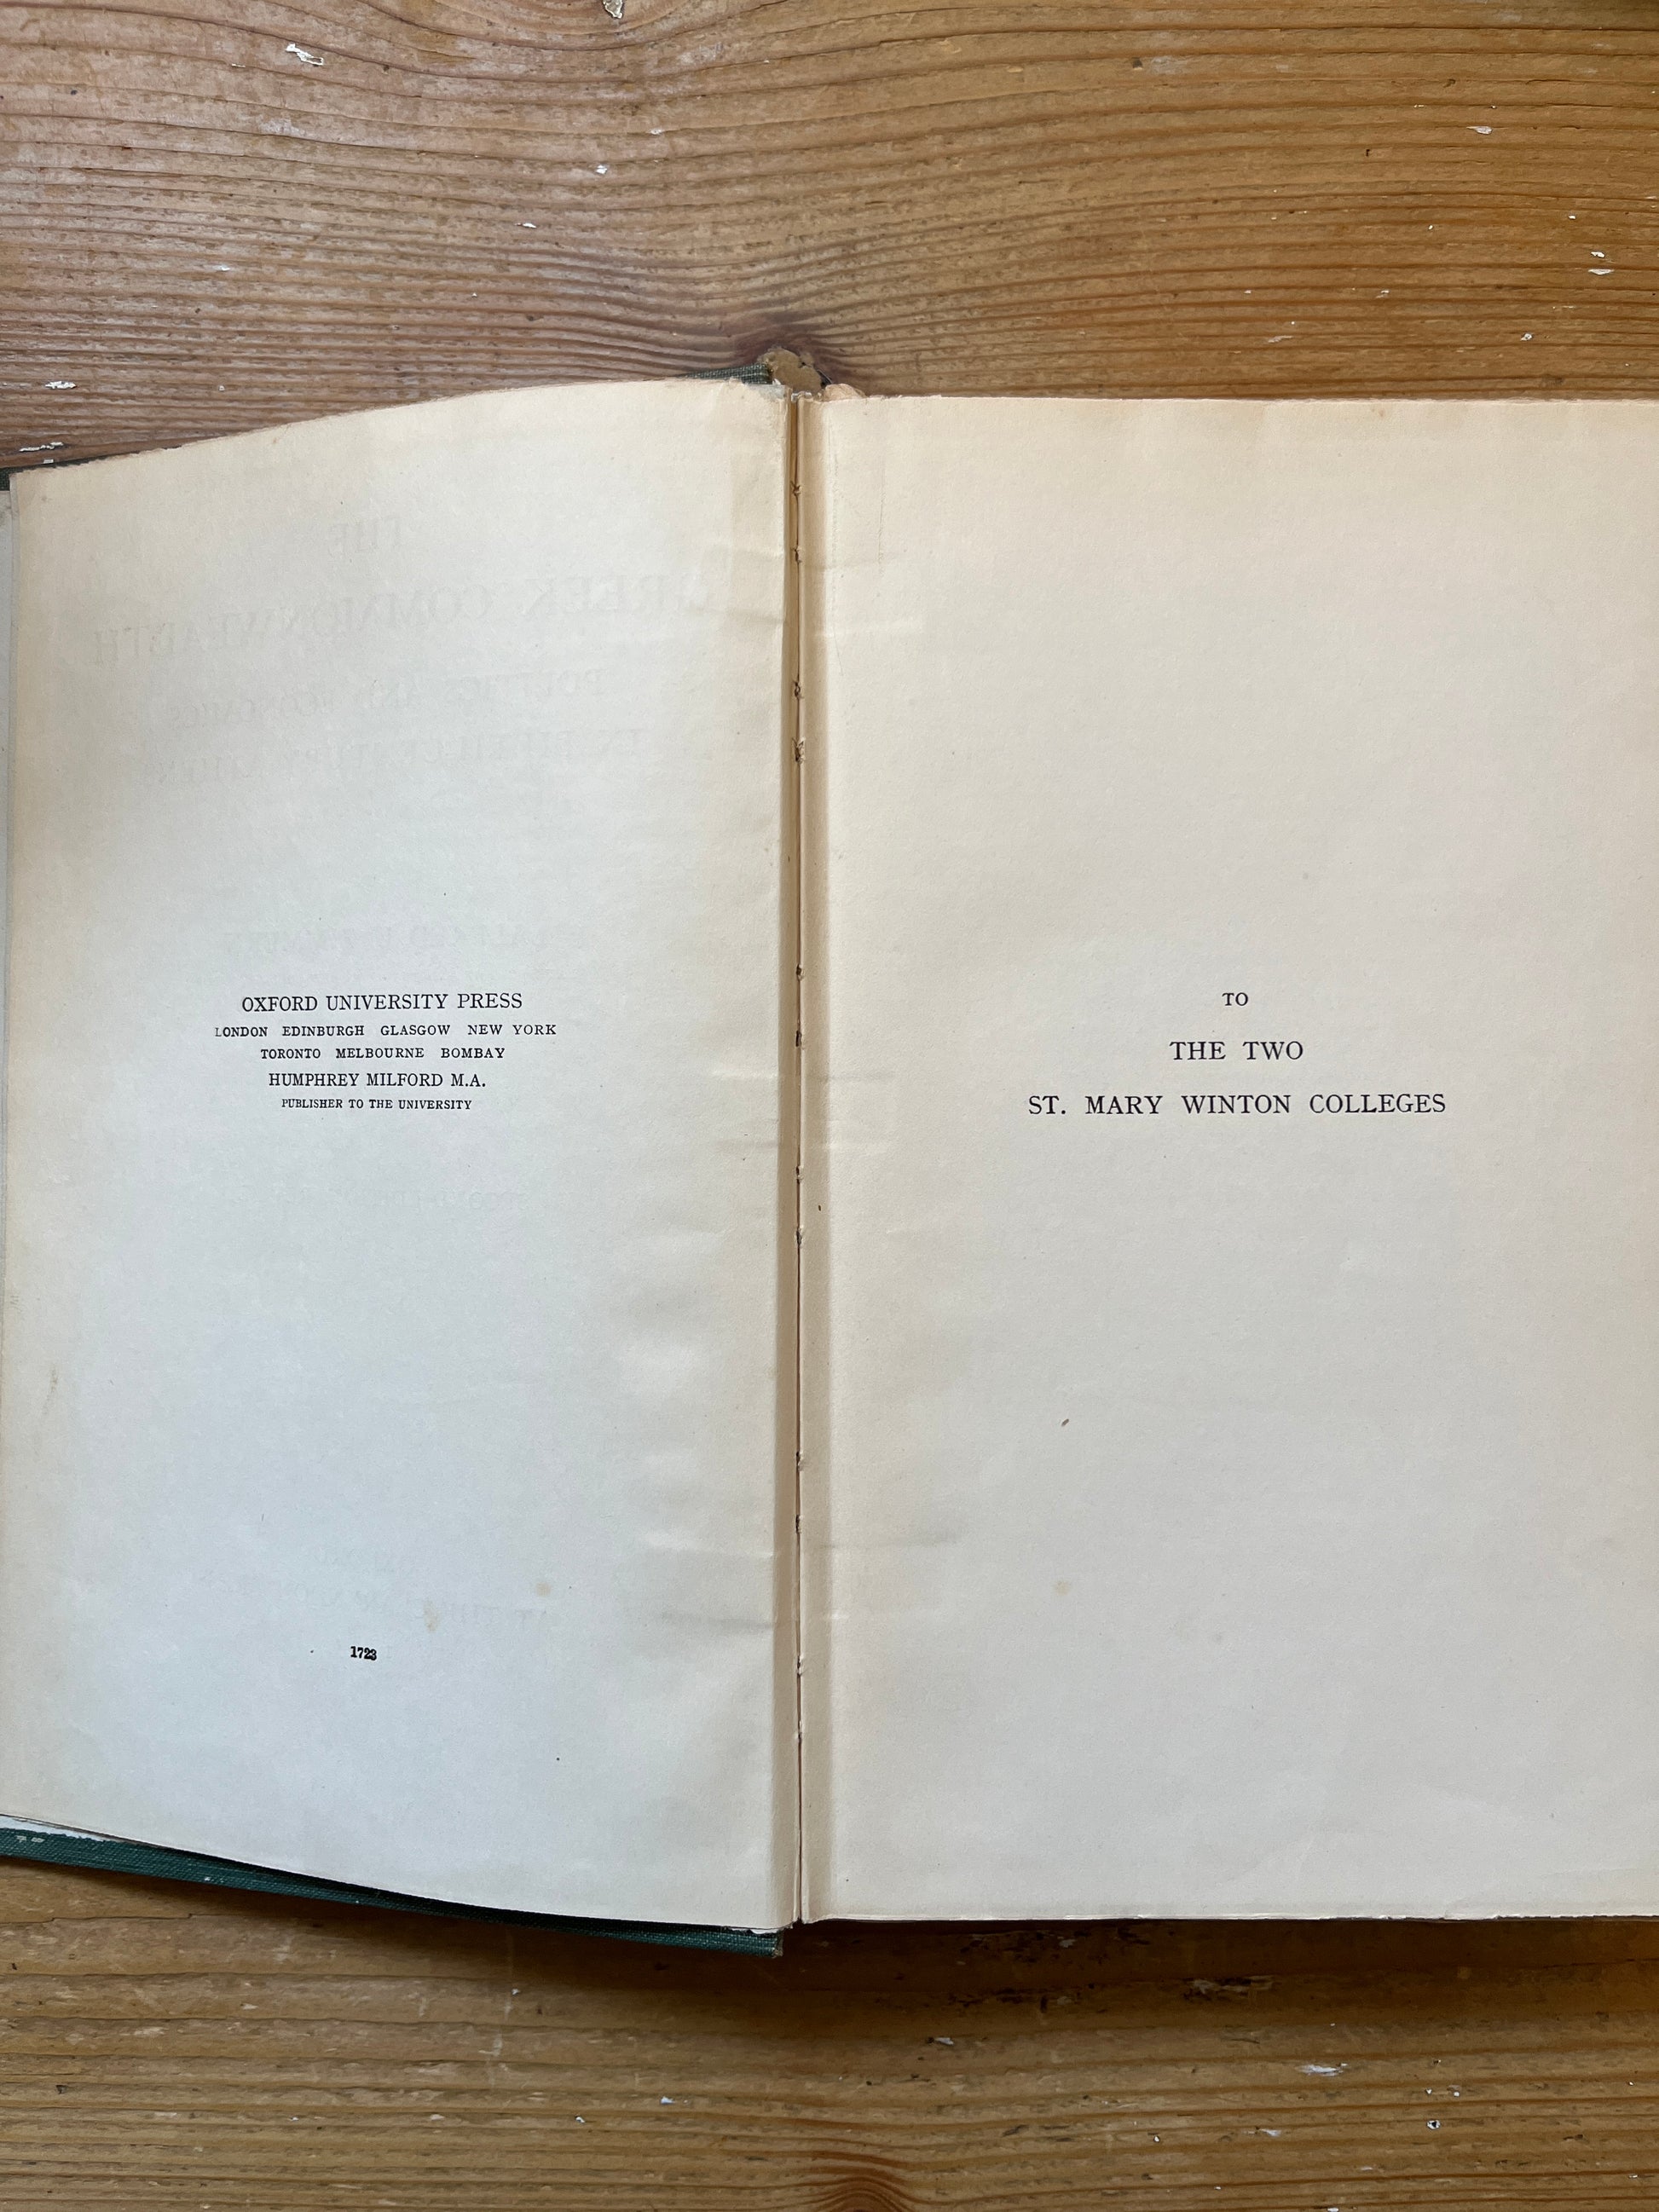 OXFORD UNIVERSITY PRESS
LONDON EDINBURGH GLASGOW NEW YORK
TORONTO MELBOURNE BOMBAY
HUMPHREY MILFORD M.A.
PUBLISHER TO THE UNIVERSITY
1723
TO
THE TWO
ST. MARY WINTON COLLEGES